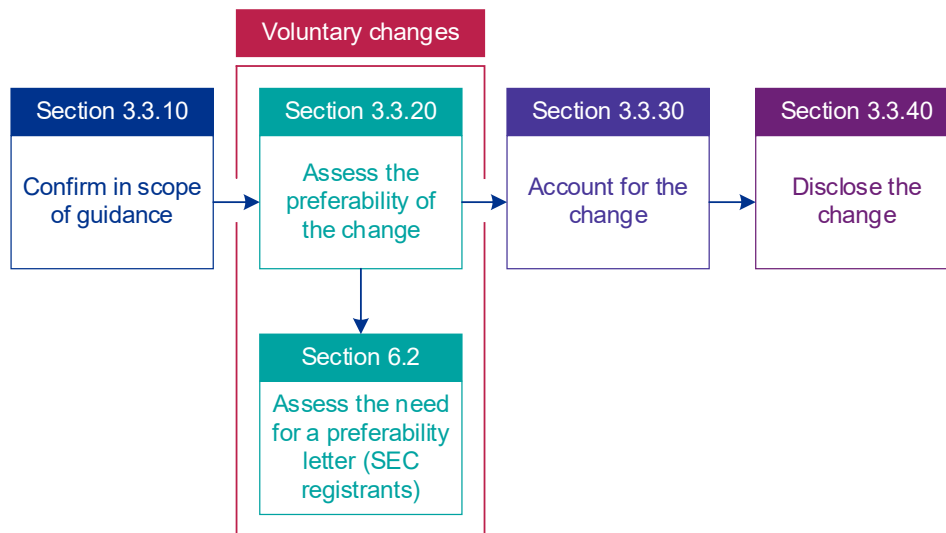 Voluntary changes
Section 3.3.10
Confirm in scope
of guidance
Section 3.3.20
Assess the
preferability of
the change
Section 6.2
Assess the need
for a preferability
letter (SEC
registrants)
Section 3.3.30
Account for the
change
Section 3.3.40
Disclose the
change